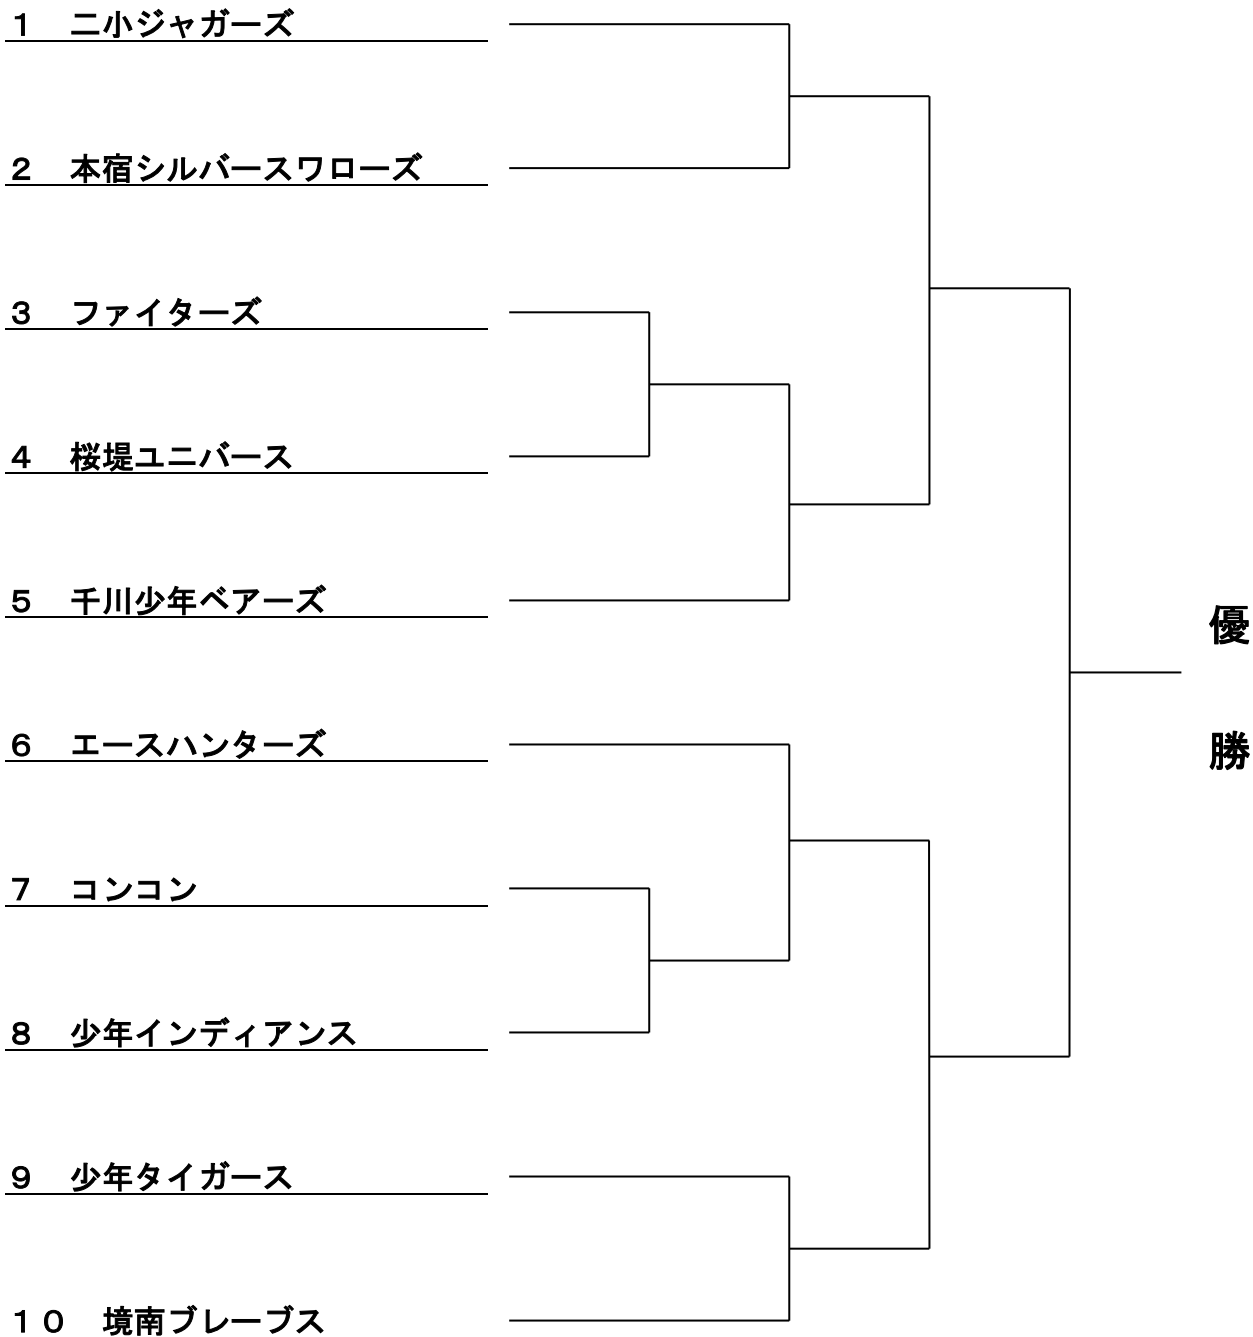 １　二小ジャガーズ
２　本宿シルバースワローズ
３　ファイターズ
４　桜堤ユニバース
５　千川少年ベアーズ
６　エースハンターズ
７　コンコン
８　少年インディアンス
９　少年タイガース
１０　境南ブレーブス
優
勝